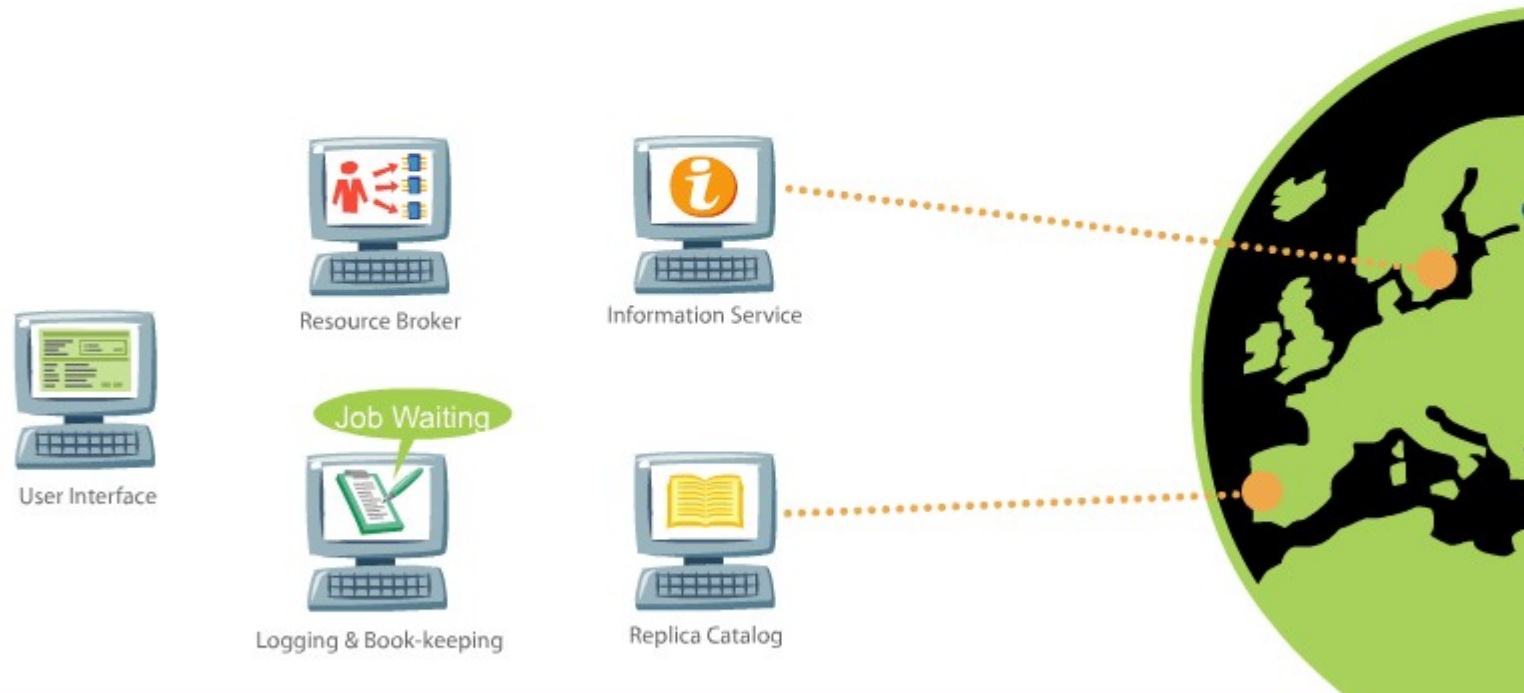 Resource Broker
Information Service
Job Waiting
User Interface
Logging & Book-keeping
Replica Catalog